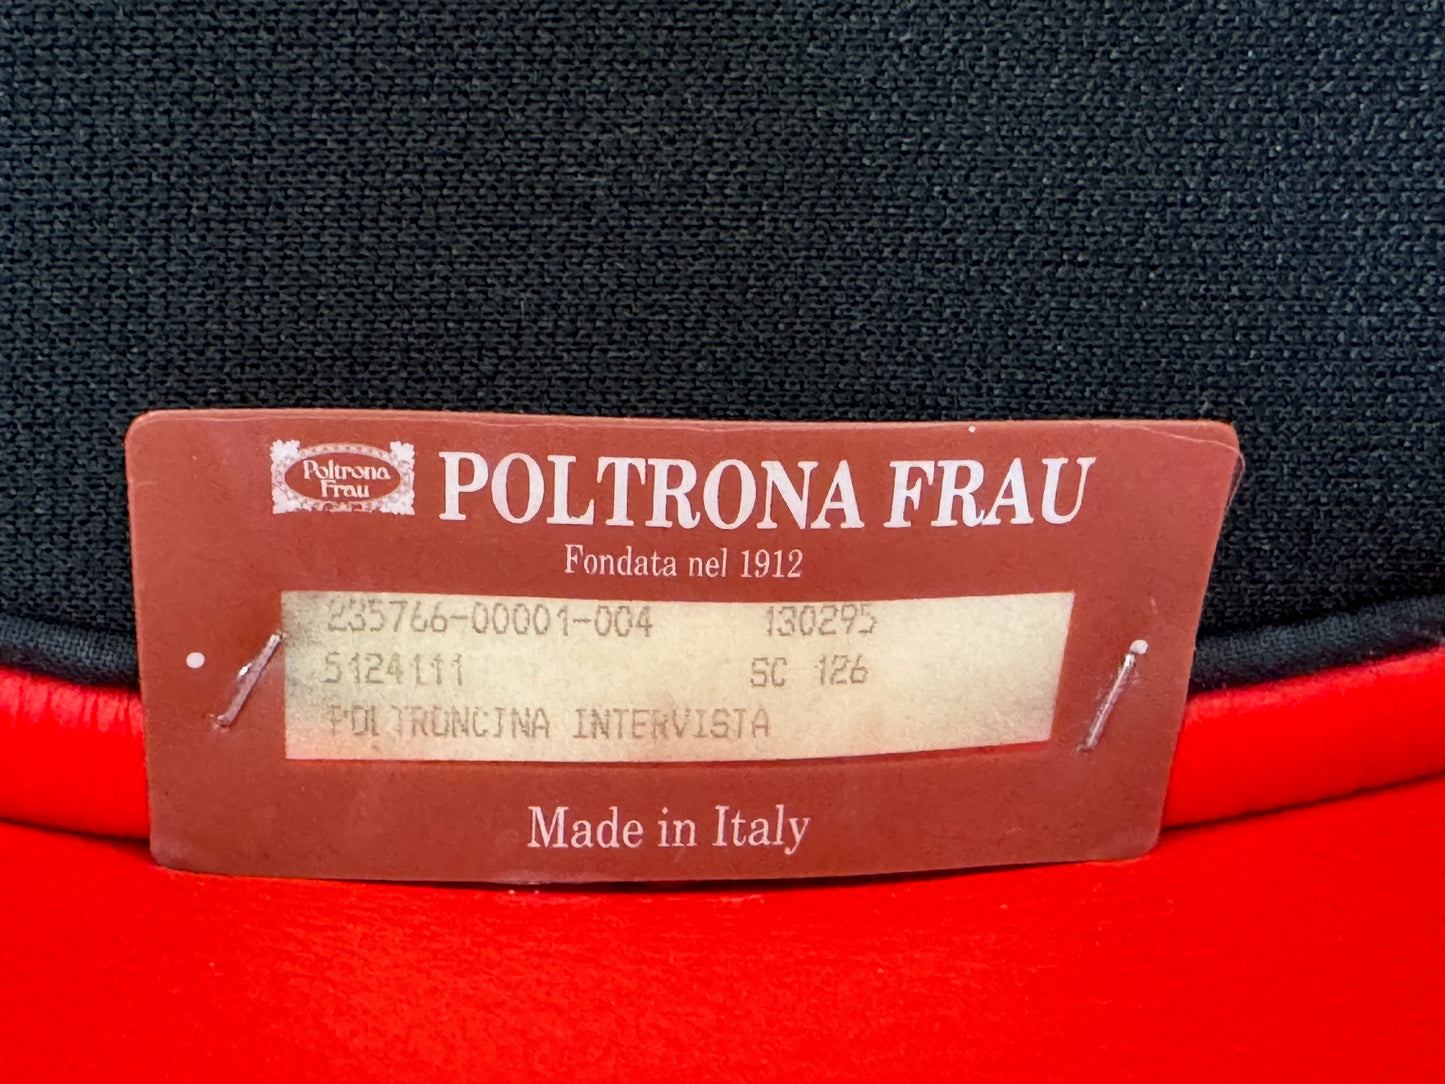 Poltrona
Frau
POLTRONA FRAU
Fondata nel 1912
235766-00001-004 130295
5124111 SC 126
POLTRONCINA INTERVISTA
Made in Italy